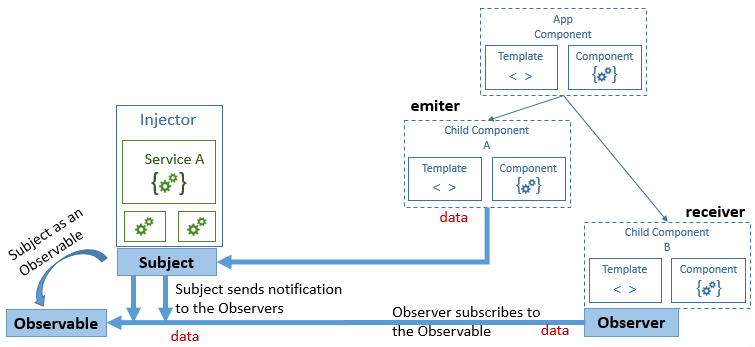 App
Component
Template
Component
< >
{ }
emiter
Child Component
A
Template
Component
< >
{ }
data
Injector
Service A
{ }
receiver
Child Component
B
Template
Component
< >
{ }
Subject as an
Observable
Subject
Subject sends notification
to the Observers
Observer subscribes to
the Observable
Observable
data
data
Observer